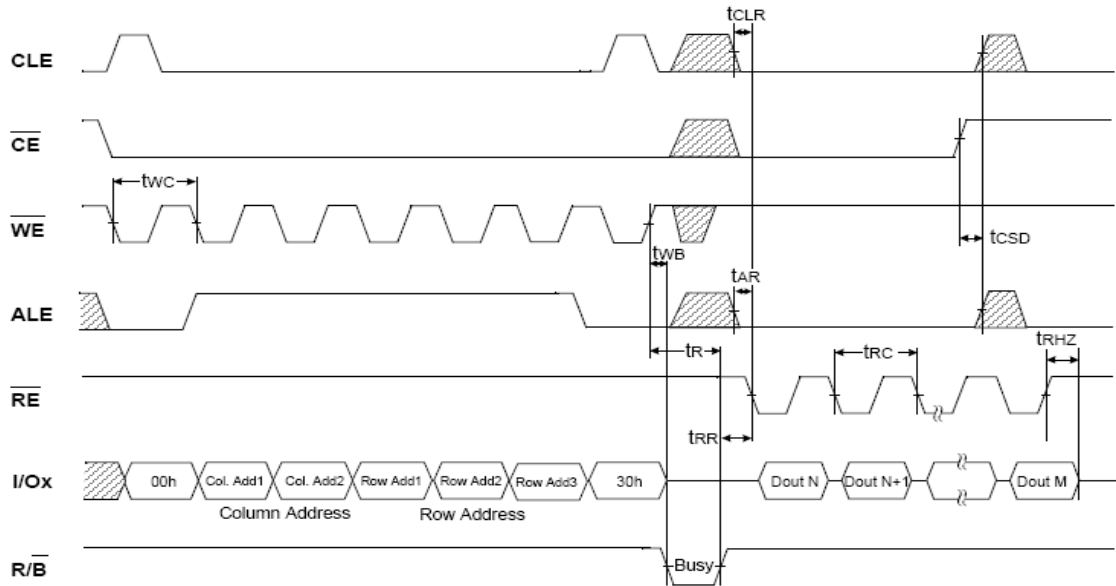 tCLR
CLE
CE
tWC
WE
tCSD
tWB
tAR
ALE
tR
tRC
tRHZ
RE
tRR
I/Ox
00h
Col. Add1
Col. Add2
Row Add1
Row Add2
Row Add3
30h
Dout N
Dout N+1
Dout M
Column Address
Row Address
R/B
Busy